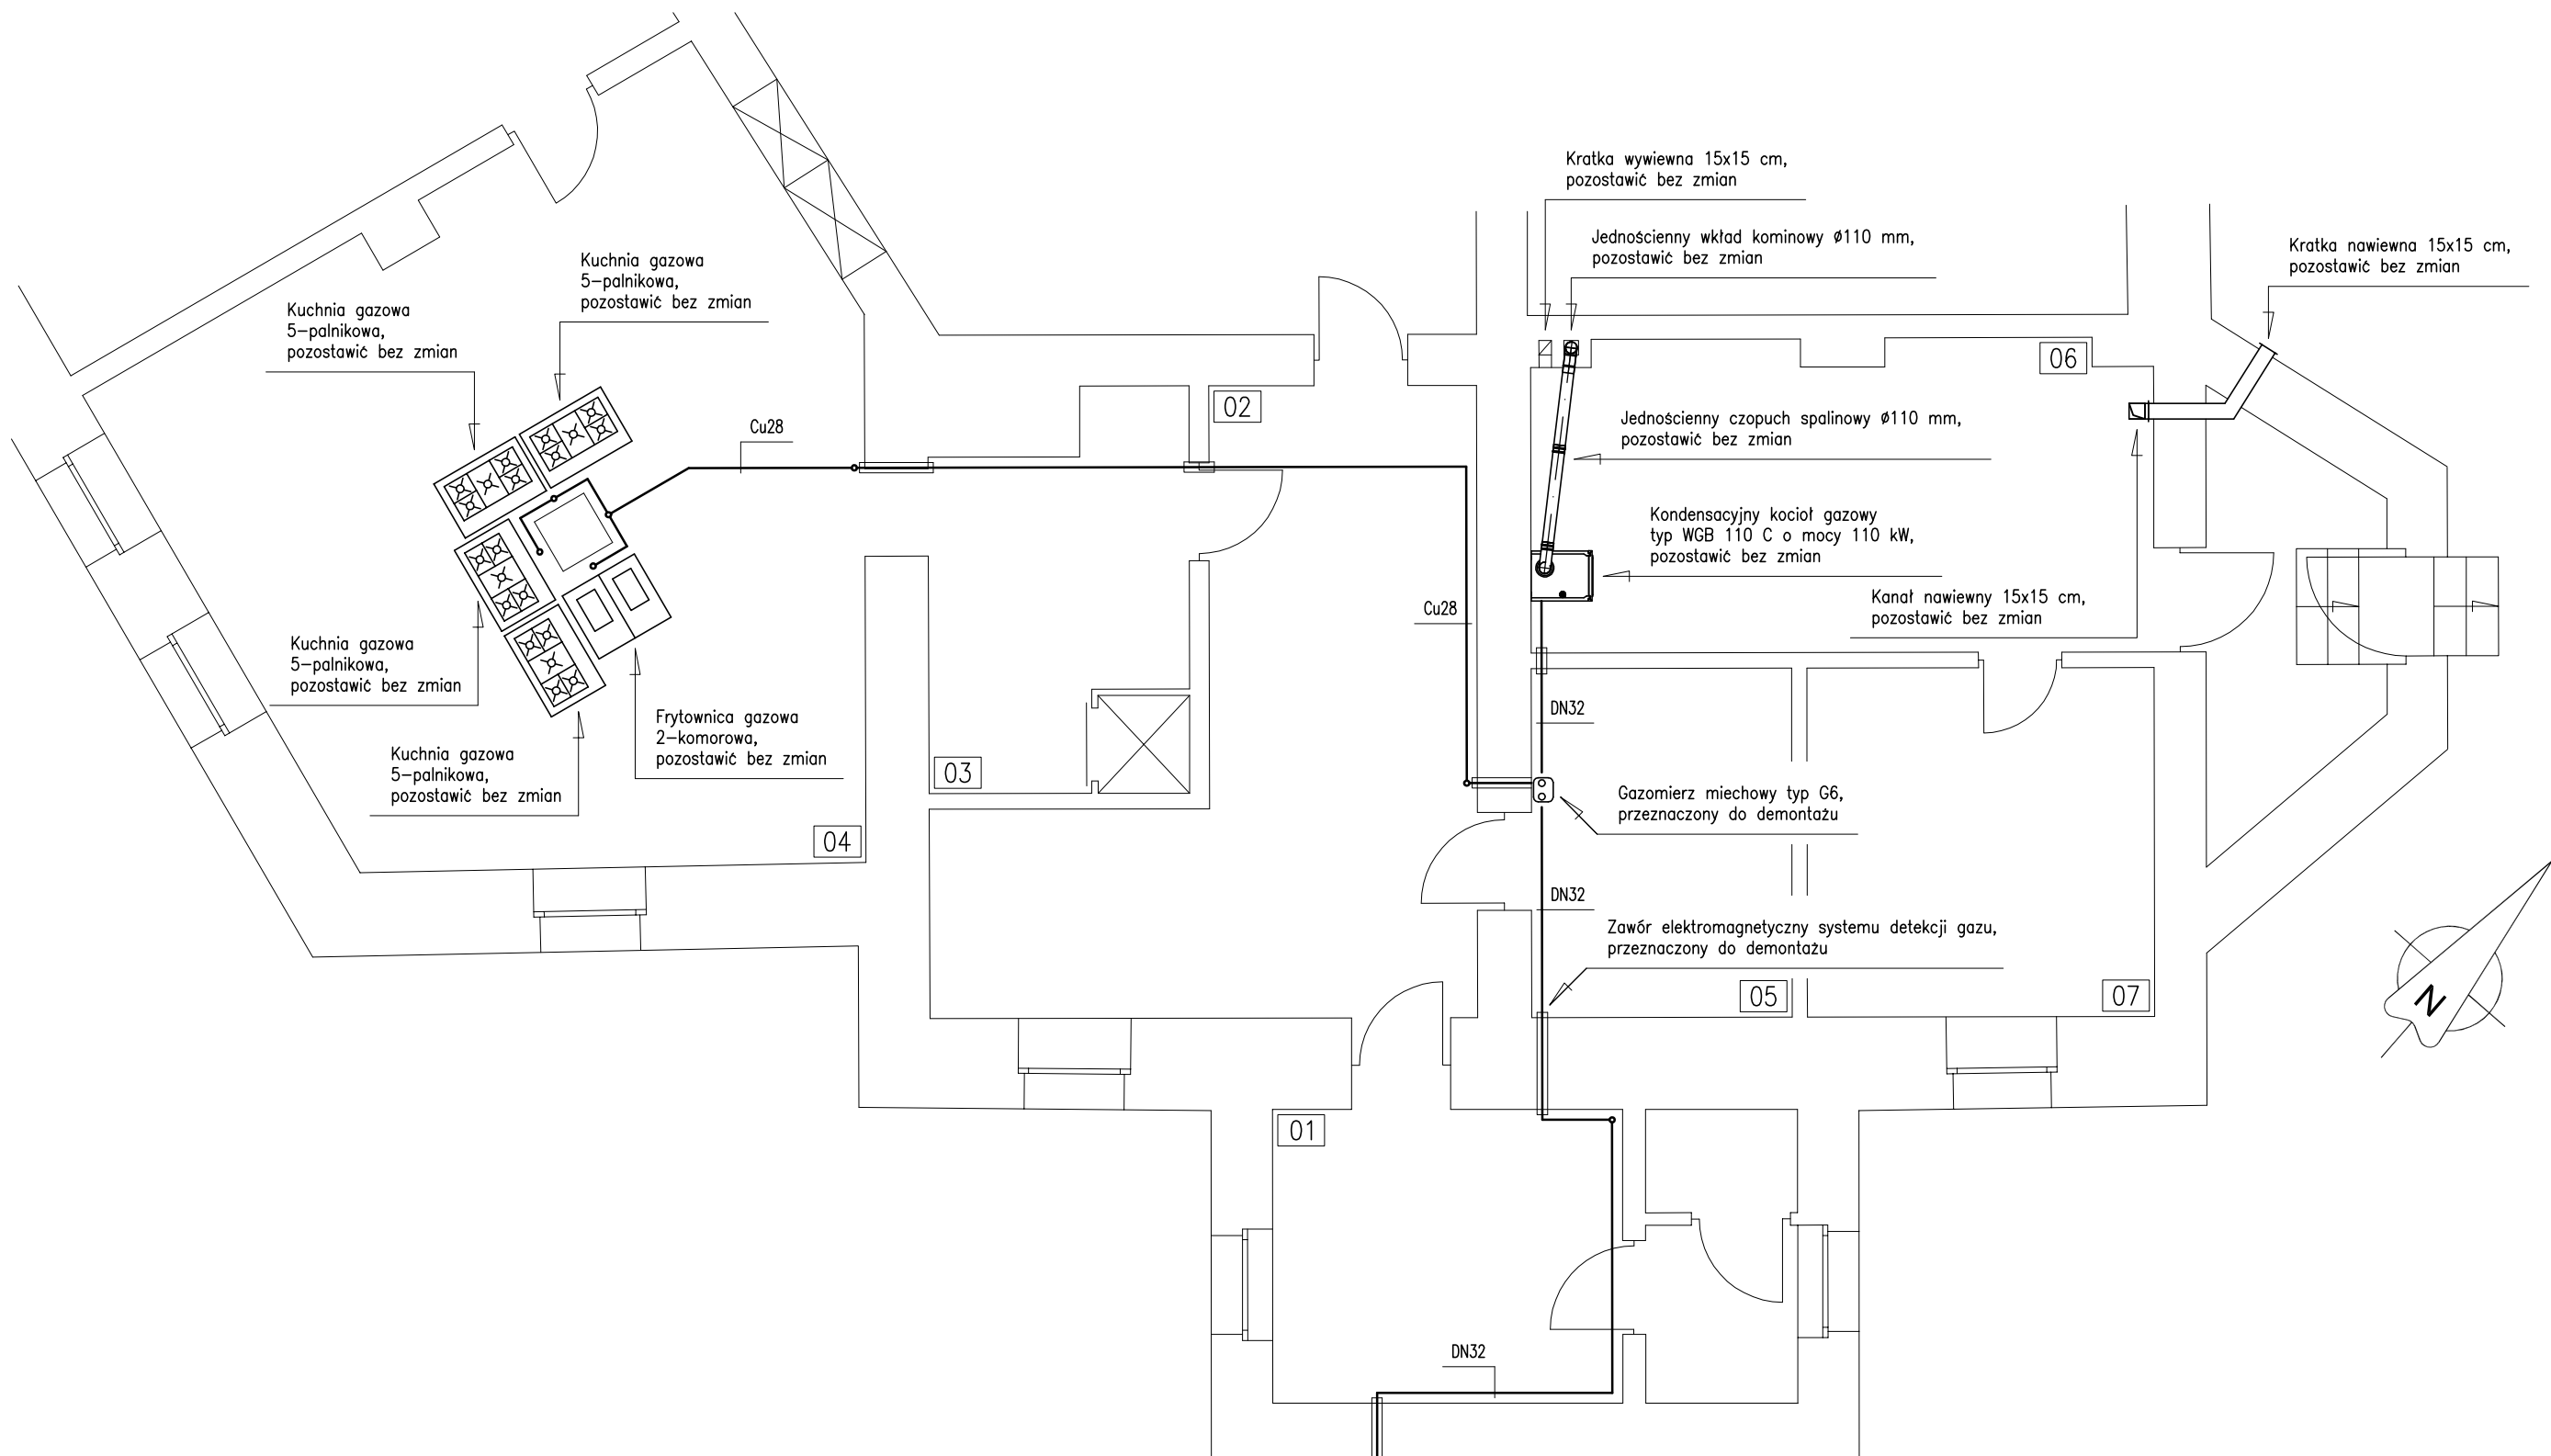 Kratka wywiewna 15x15 cm,
pozostawić bez zmian
Jednościenny wkład kominowy ø110 mm,
pozostawić bez zmian
Kratka nawiewna 15x15 cm,
pozostawić bez zmian
Kuchnia gazowa
5-palnikowa,
pozostawić bez zmian
Kuchnia gazowa
5-palnikowa,
pozostawić bez zmian
06
02
Cu28
Jednościenny czopuch spalinowy ø110 mm,
pozostawić bez zmian
Kondensacyjny kocioł gazowy
typ WGB 110 C o mocy 110 kW,
pozostawić bez zmian
Cu28
Kanał nawiewny 15x15 cm,
pozostawić bez zmian
Kuchnia gazowa
5-palnikowa,
pozostawić bez zmian
DN32
Frytownica gazowa
2-komorowa,
pozostawić bez zmian
Kuchnia gazowa
5-palnikowa,
pozostawić bez zmian
03
Gazomierz miechowy typ G6,
przeznaczony do demontażu
04
DN32
Zawór elektromagnetyczny systemu detekcji gazu,
przeznaczony do demontażu
05
07
N
01
DN32